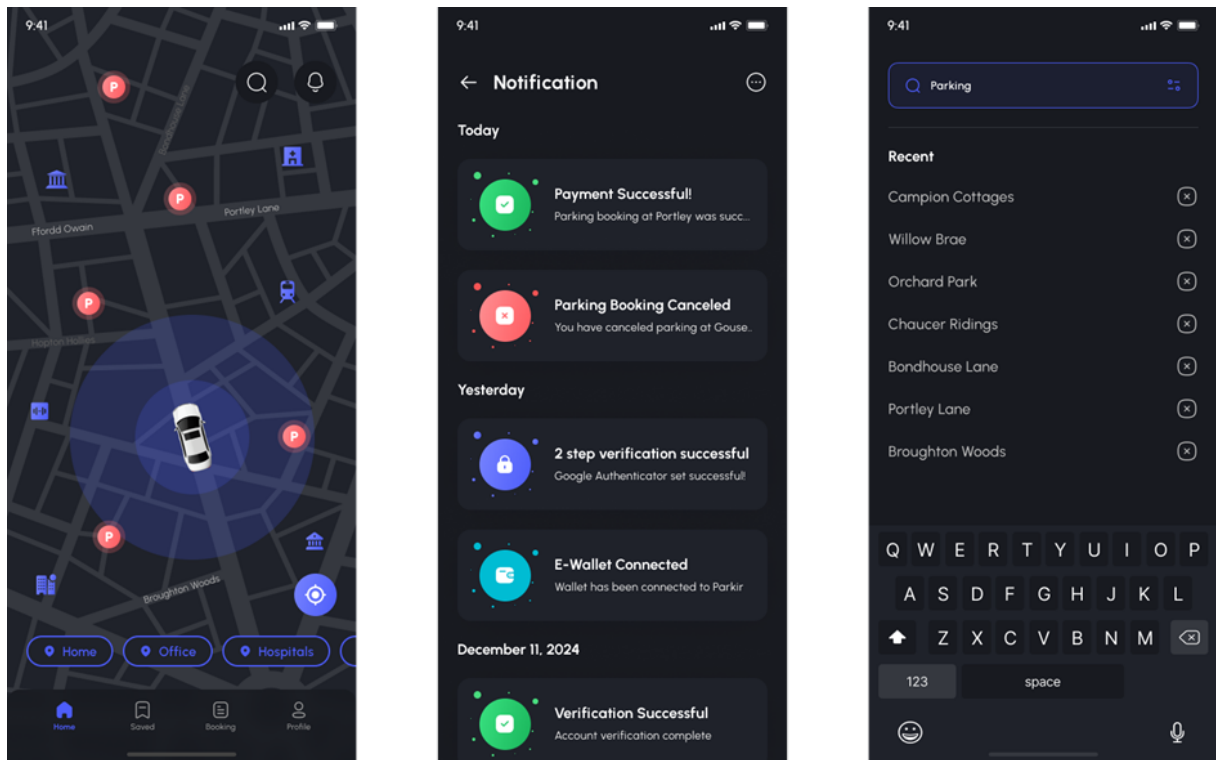 9:41
P
Bondhouse Lane
P
Portley Lane
Ffordd Owain
P
Hopton Hollies
P
P
Broughton Woods
Home
Office
Hospitals
Home
Saved
Booking
Profile
9:41
Notification
Today
Payment Successful!
Parking booking at Portley was succ...
Parking Booking Canceled
You have canceled parking at Gouse..
Yesterday
2 step verification successful
Google Authenticator set successful!
E-Wallet Connected
Wallet has been connected to Parkir
December 11, 2024
Verification Successful
Account verification complete
9:41
Parking
Recent
Campion Cottages
Willow Brae
Orchard Park
Chaucer Ridings
Bondhouse Lane
Portley Lane
Broughton Woods
Q W E R T Y U I O P
A S D F G H J K L
Z X C V B N M
123 space